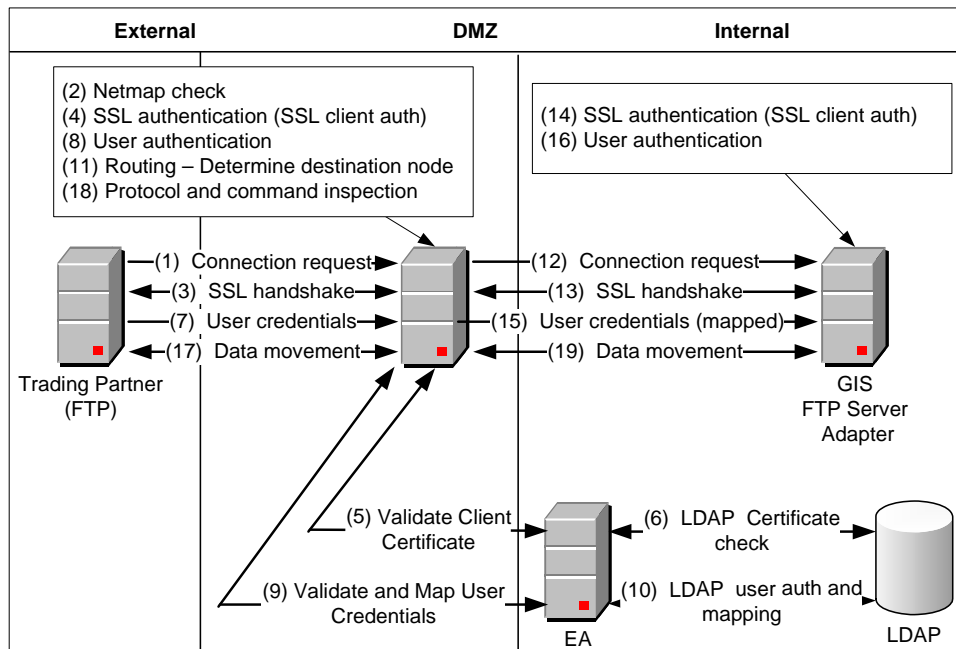 External
DMZ
Internal
(2) Netmap check
(4) SSL authentication (SSL client auth)
(8) User authentication
(11) Routing – Determine destination node
(18) Protocol and command inspection
(14) SSL authentication (SSL client auth)
(16) User authentication
(1) Connection request
(3) SSL handshake
(7) User credentials
(17) Data movement
(12) Connection request
(13) SSL handshake
(15) User credentials (mapped)
(19) Data movement
Trading Partner
(FTP)
GIS
FTP Server
Adapter
(5) Validate Client
Certificate
(6) LDAP Certificate
check
(9) Validate and Map User
Credentials
(10) LDAP user auth and
mapping
EA
LDAP